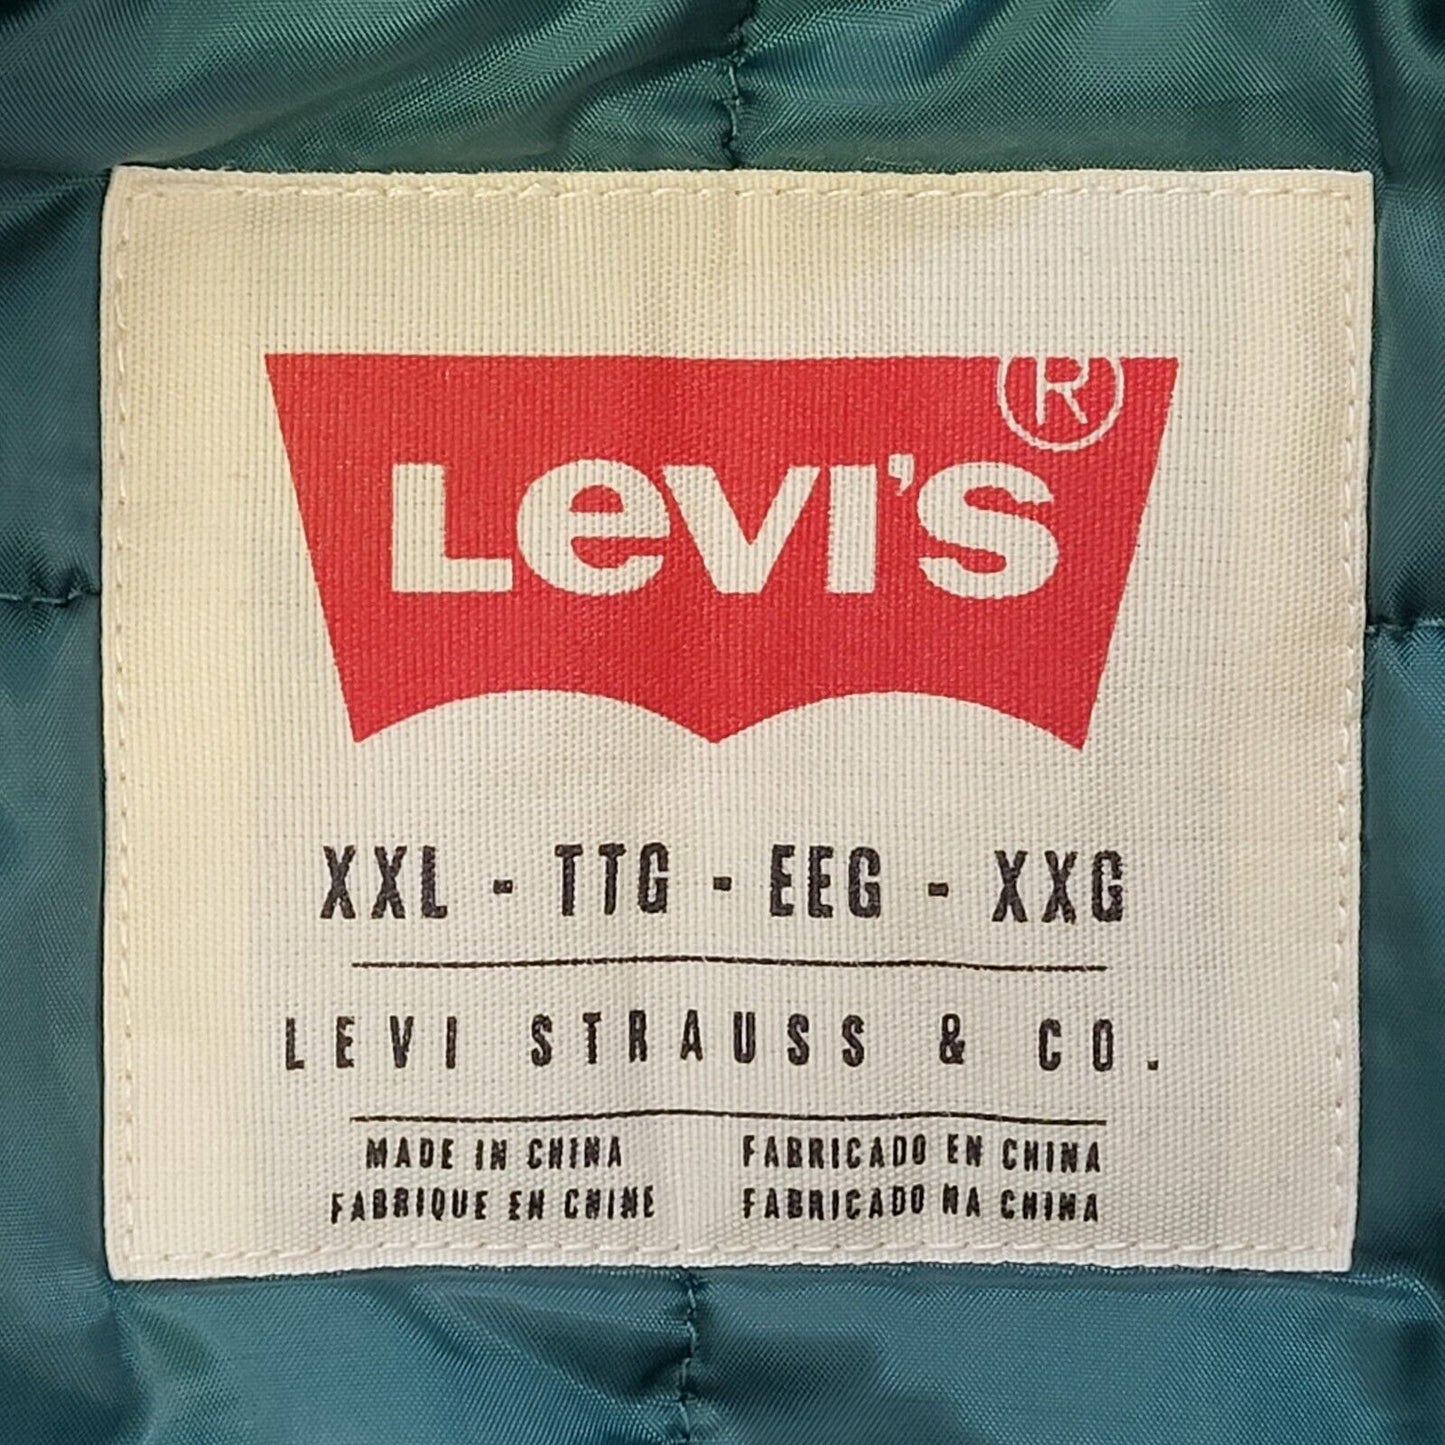 LEVI'S ®
XXL - TTG - EEG - XXG
LEVI STRAUSS & CO.
MADE IN CHINA
FABRIQUE EN CHINE
FABRICADO EN CHINA
FABRICADO NA CHINA